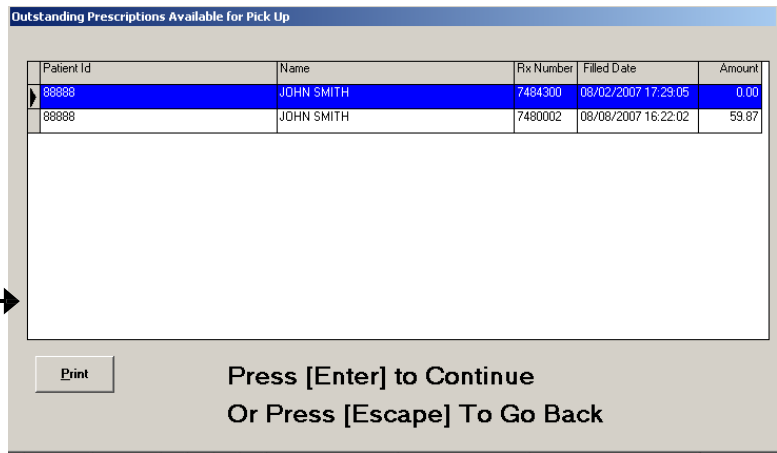 Outstanding Prescriptions Available for Pick Up
Patient Id Name Rx Number Filled Date Amount
88888 JOHN SMITH 7484300 08/02/2007 17:29:05 0.00
88888 JOHN SMITH 7480002 08/08/2007 16:22:02 59.87
Print
Press [Enter] to Continue
Or Press [Escape] To Go Back